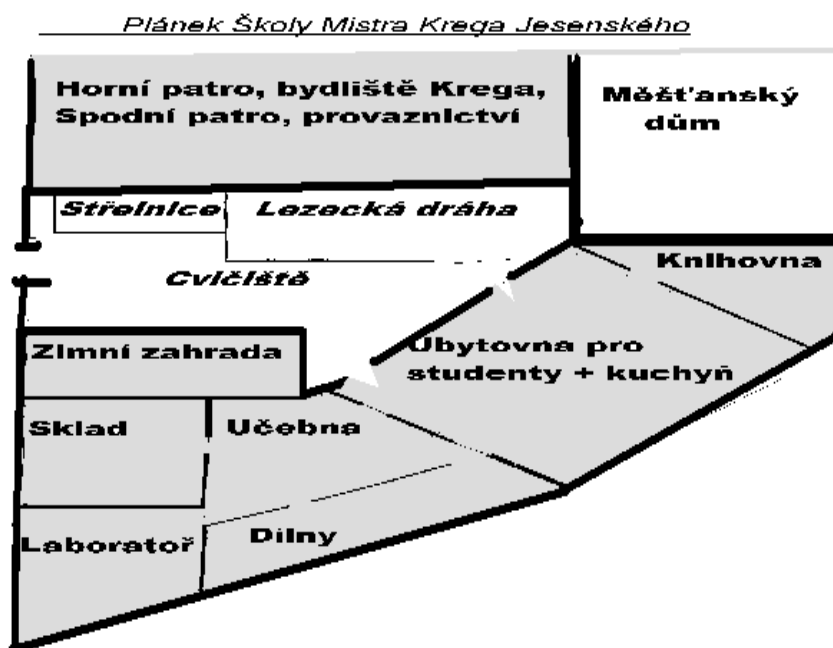 Plánek Školy Mistra Krega Jesenského
Horní patro, bydliště Krega,
Spodní patro, provaznictví
Měšťanský
dům
Střelnice
Lezecká dráha
Cvičiště
Knihovna
Zimní zahrada
Ubytovna pro
studenty + kuchyň
Sklad
Učebna
Laboratoř
Dílny